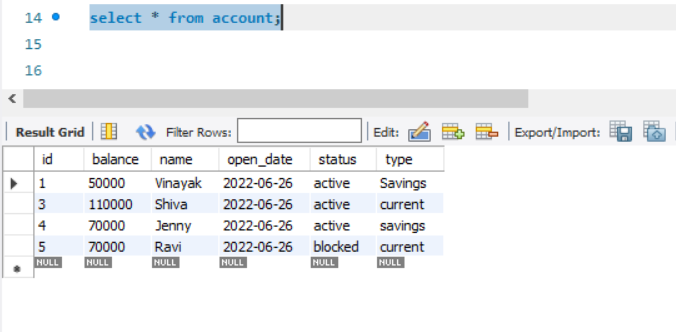 14 select * from account;
15
16
Result Grid Filter Rows: Edit: Export/Import:
id balance name open_date status type
1 50000 Vinayak 2022-06-26 active Savings
3 110000 Shiva 2022-06-26 active current
4 70000 Jenny 2022-06-26 active savings
5 70000 Ravi 2022-06-26 blocked current
NULL NULL NULL NULL NULL NULL